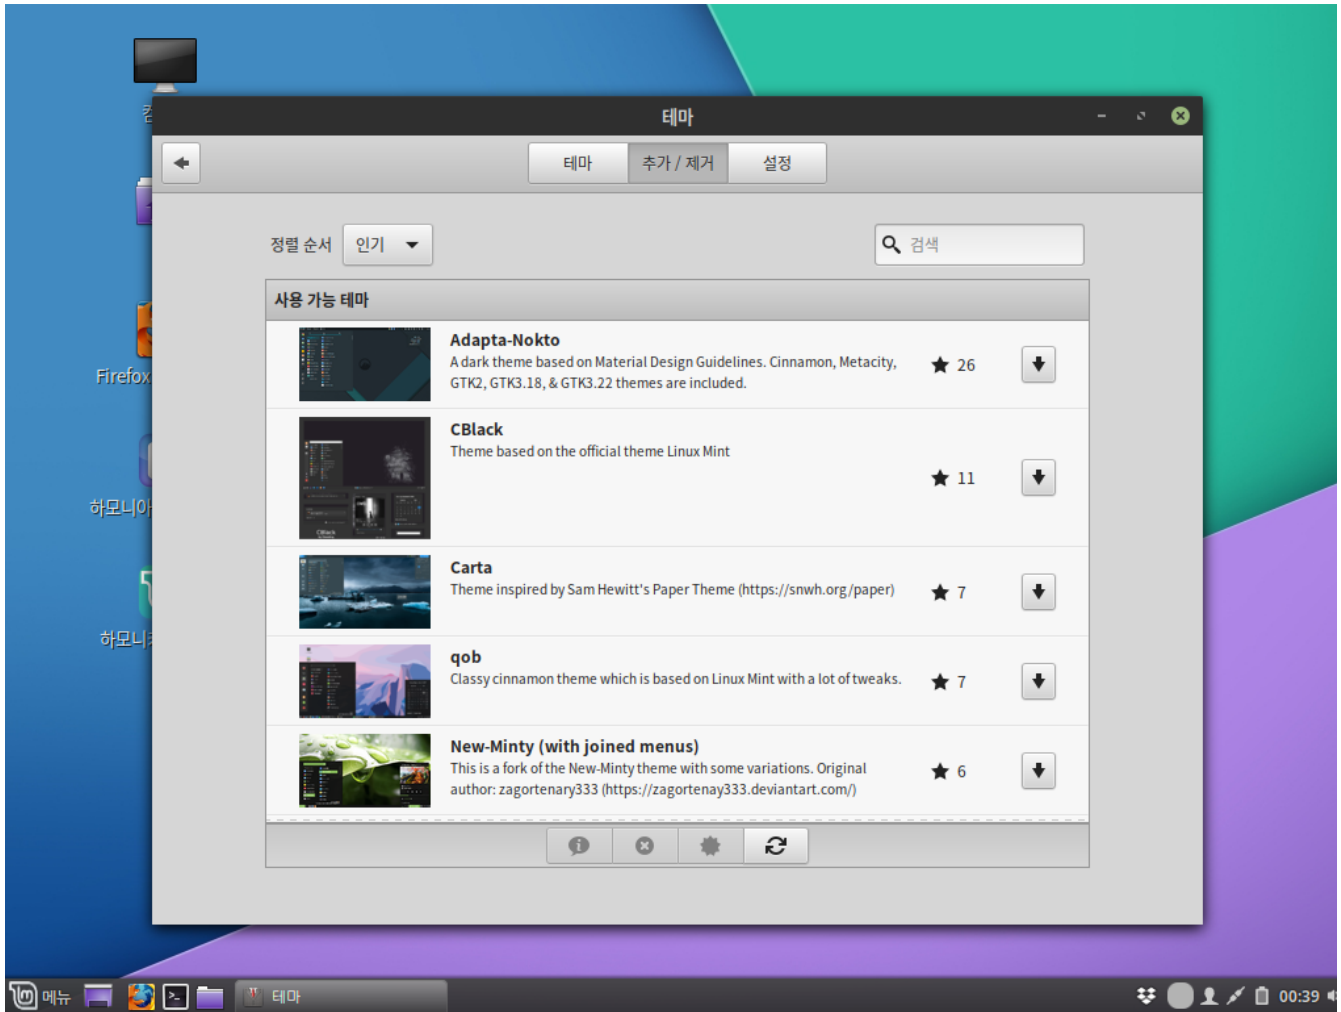 테마
테마
추가 / 제거
설정
정렬 순서
인기
검색
사용 가능 테마
Adapta-Nokto
A dark theme based on Material Design Guidelines. Cinnamon, Metacity,
GTK2, GTK3.18, & GTK3.22 themes are included.
26
CBlack
Theme based on the official theme Linux Mint
11
Carta
Theme inspired by Sam Hewitt's Paper Theme (https://snwh.org/paper)
7
qob
Classy cinnamon theme which is based on Linux Mint with a lot of tweaks.
7
New-Minty (with joined menus)
This is a fork of the New-Minty theme with some variations. Original
author: zagortenary333 (https://zagortenay333.deviantart.com/)
6
Firefox
하모니
메뉴
테마
00:39